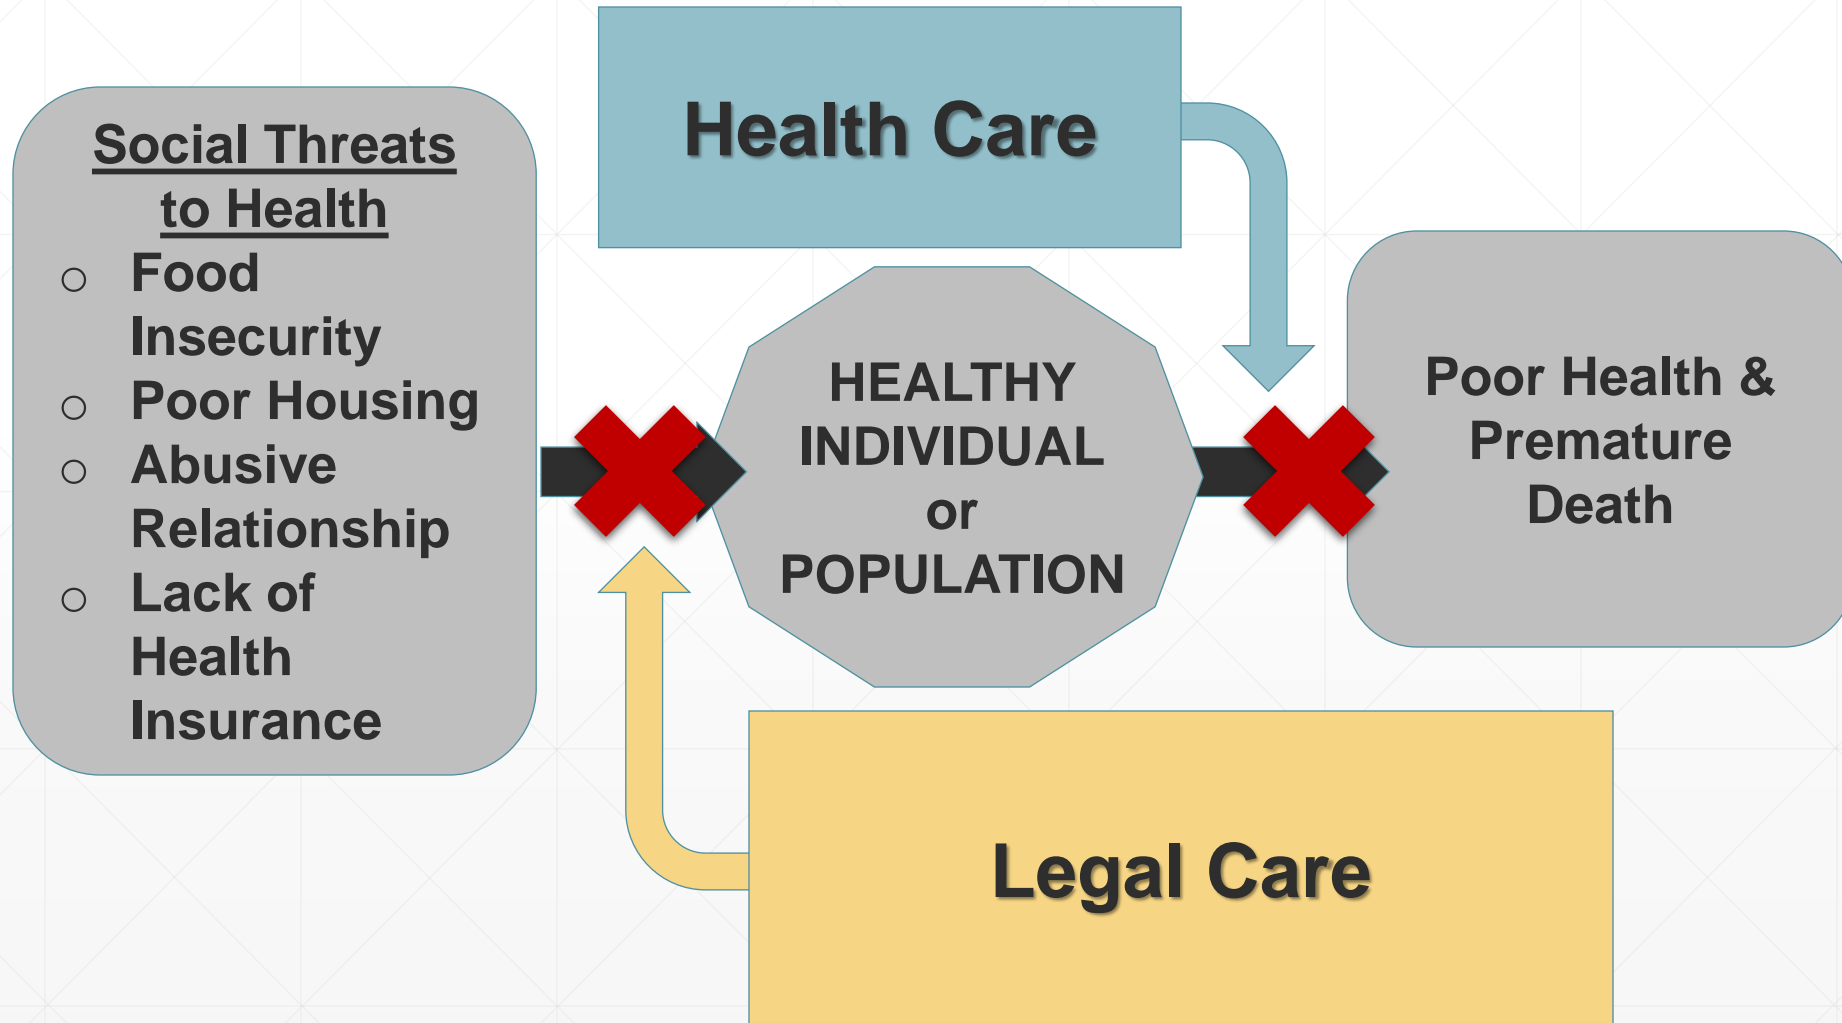 Health Care
Social Threats
to Health
o Food
Insecurity
o Poor Housing
o Abusive
Relationship
o Lack of
Health
Insurance
HEALTHY
INDIVIDUAL
or
POPULATION
Poor Health &
Premature
Death
Legal Care